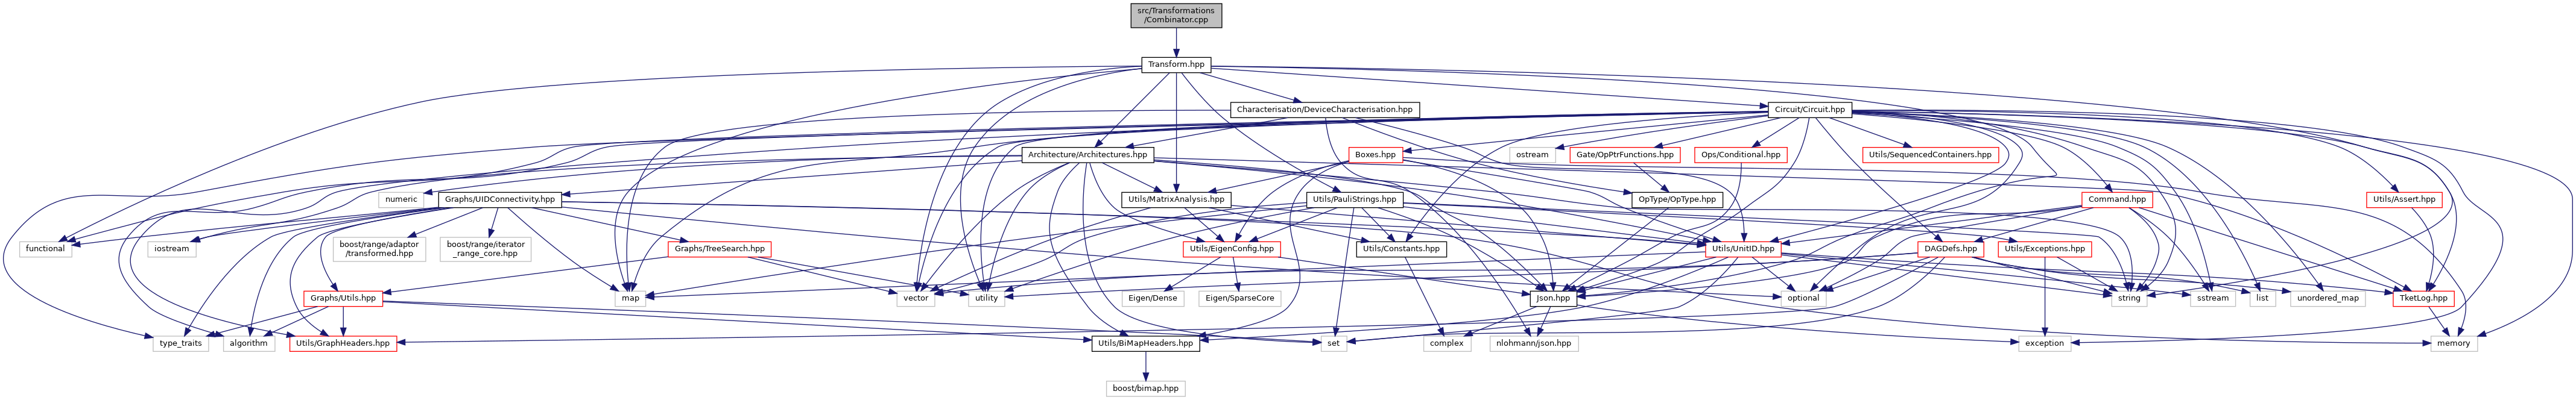 src/Transformations
/Combinator.cpp
Transform.hpp
Characterisation/DeviceCharacterisation.hpp
Circuit/Circuit.hpp
Architecture/Architectures.hpp
Boxes.hpp
ostream
Gate/OpPtrFunctions.hpp
Ops/Conditional.hpp
Utils/SequencedContainers.hpp
numeric
Graphs/UIDConnectivity.hpp
Utils/MatrixAnalysis.hpp
Utils/PauliStrings.hpp
OpType/OpType.hpp
Command.hpp
Utils/Assert.hpp
functional
iostream
boost/range/adaptor
/transformed.hpp
boost/range/iterator
_range_core.hpp
Graphs/TreeSearch.hpp
Utils/EigenConfig.hpp
Utils/Constants.hpp
Utils/UnitID.hpp
Utils/Exceptions.hpp
DAGDefs.hpp
Graphs/Utils.hpp
map
vector
utility
Eigen/Dense
Eigen/SparseCore
Json.hpp
optional
string
sstream
list
unordered_map
TketLog.hpp
type_traits
algorithm
Utils/GraphHeaders.hpp
Utils/BiMapHeaders.hpp
set
complex
nlohmann/json.hpp
exception
memory
boost/bimap.hpp